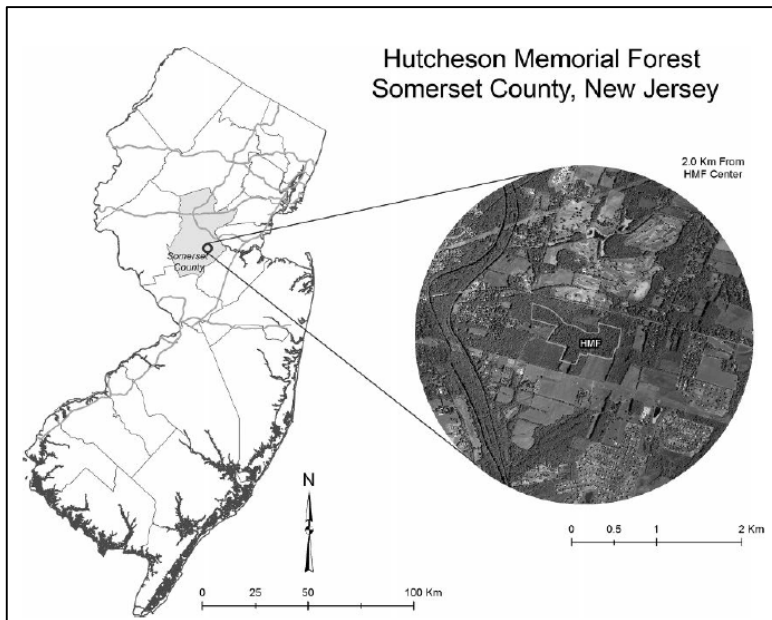 Hutcheson Memorial Forest
Somerset County, New Jersey
2.0 Km From
HMF Center
Somerset
County
HMF
N
0 0.5 1 2 Km
0 50 100 Km